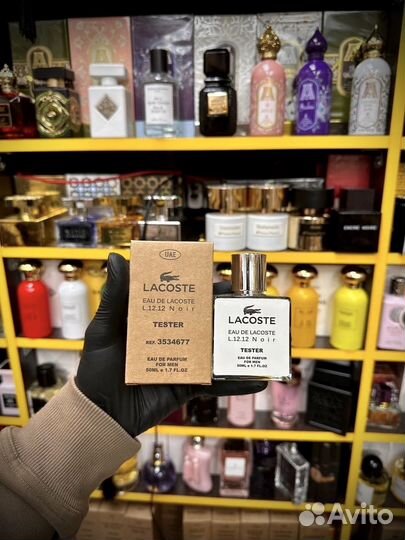 UAE
LACOSTE
EAU DE LACOSTE
L.12.12 Noir
TESTER
REF. 3534677
EAU DE PARFUM
FOR MEN
50ML e 1.7 FL.OZ
LACOSTE
EAU DE LACOSTE
L.12.12 Noir
TESTER
EAU DE PARFUM
FOR MEN
50ML e 1.7 FL.OZ
Avito